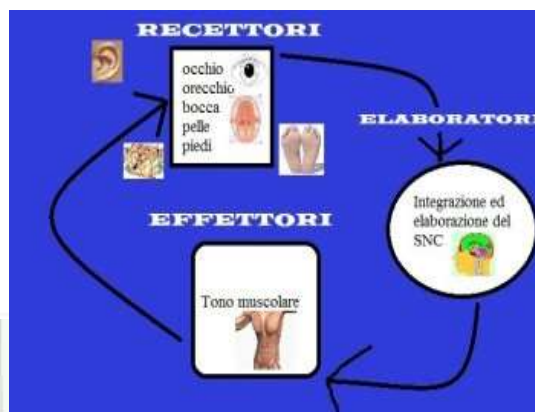 RECETTORI
occhio
orecchio
bocca
pelle
piedi
ELABORATORI
Integrazione ed
elaborazione del
SNC
EFFETTORI
Tono muscolare